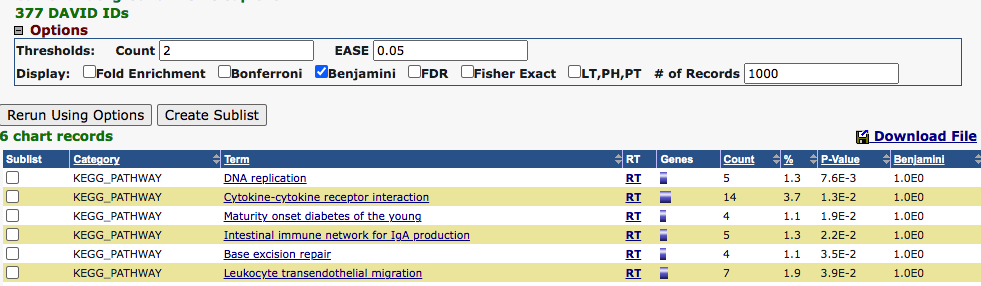 377 DAVID IDs
Options
Thresholds: Count 2 EASE 0.05
Display: Fold Enrichment Bonferroni Benjamini FDR Fisher Exact LT,PH,PT # of Records 1000
Rerun Using Options Create Sublist
6 chart records Download File
Sublist Category Term RT Genes Count % P-Value Benjamini
KEGG_PATHWAY DNA replication RT 5 1.3 7.6E-3 1.0E0
KEGG_PATHWAY Cytokine-cytokine receptor interaction RT 14 3.7 1.3E-2 1.0E0
KEGG_PATHWAY Maturity onset diabetes of the young RT 4 1.1 1.9E-2 1.0E0
KEGG_PATHWAY Intestinal immune network for IgA production RT 5 1.3 2.2E-2 1.0E0
KEGG_PATHWAY Base excision repair RT 4 1.1 3.5E-2 1.0E0
KEGG_PATHWAY Leukocyte transendothelial migration RT 7 1.9 3.9E-2 1.0E0